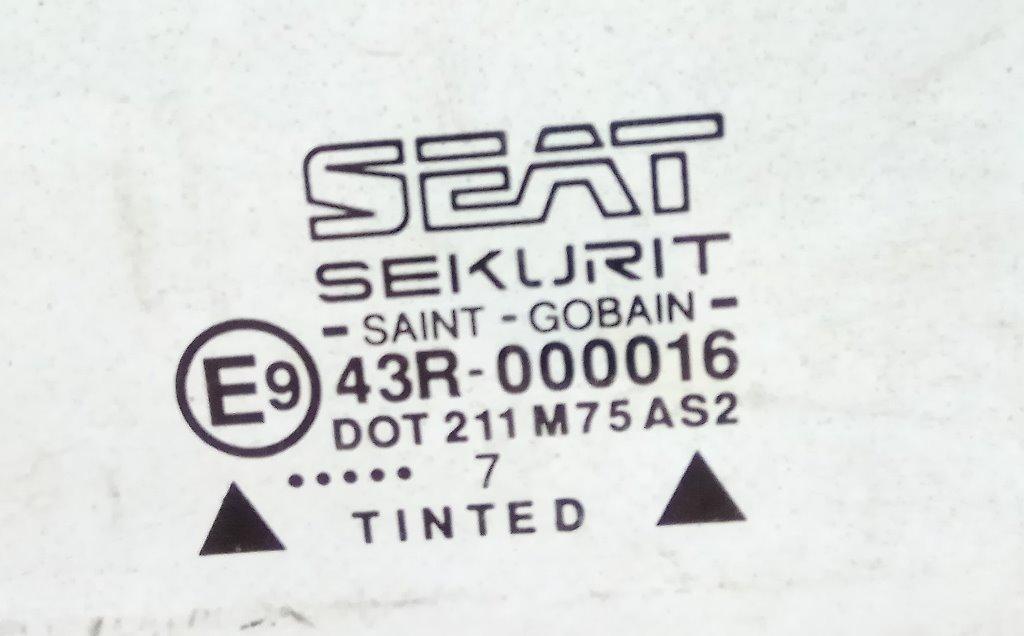 SEAT
SEKURIT
- SAINT - GOBAIN -
E9 43R-000016
DOT 211 M75 AS2
..... 7
TINTED